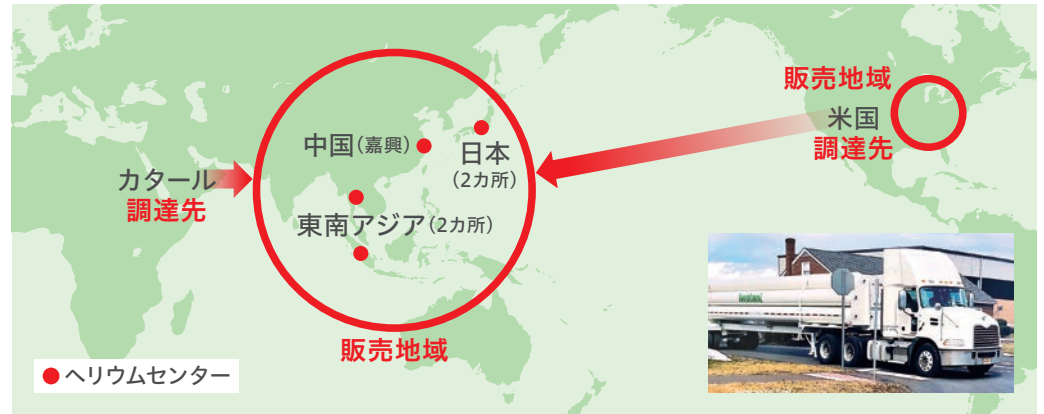 販売地域
米国
調達先
中国(嘉興)
日本
(2カ所)
カタール
調達先
東南アジア(2カ所)
販売地域
ヘリウムセンター